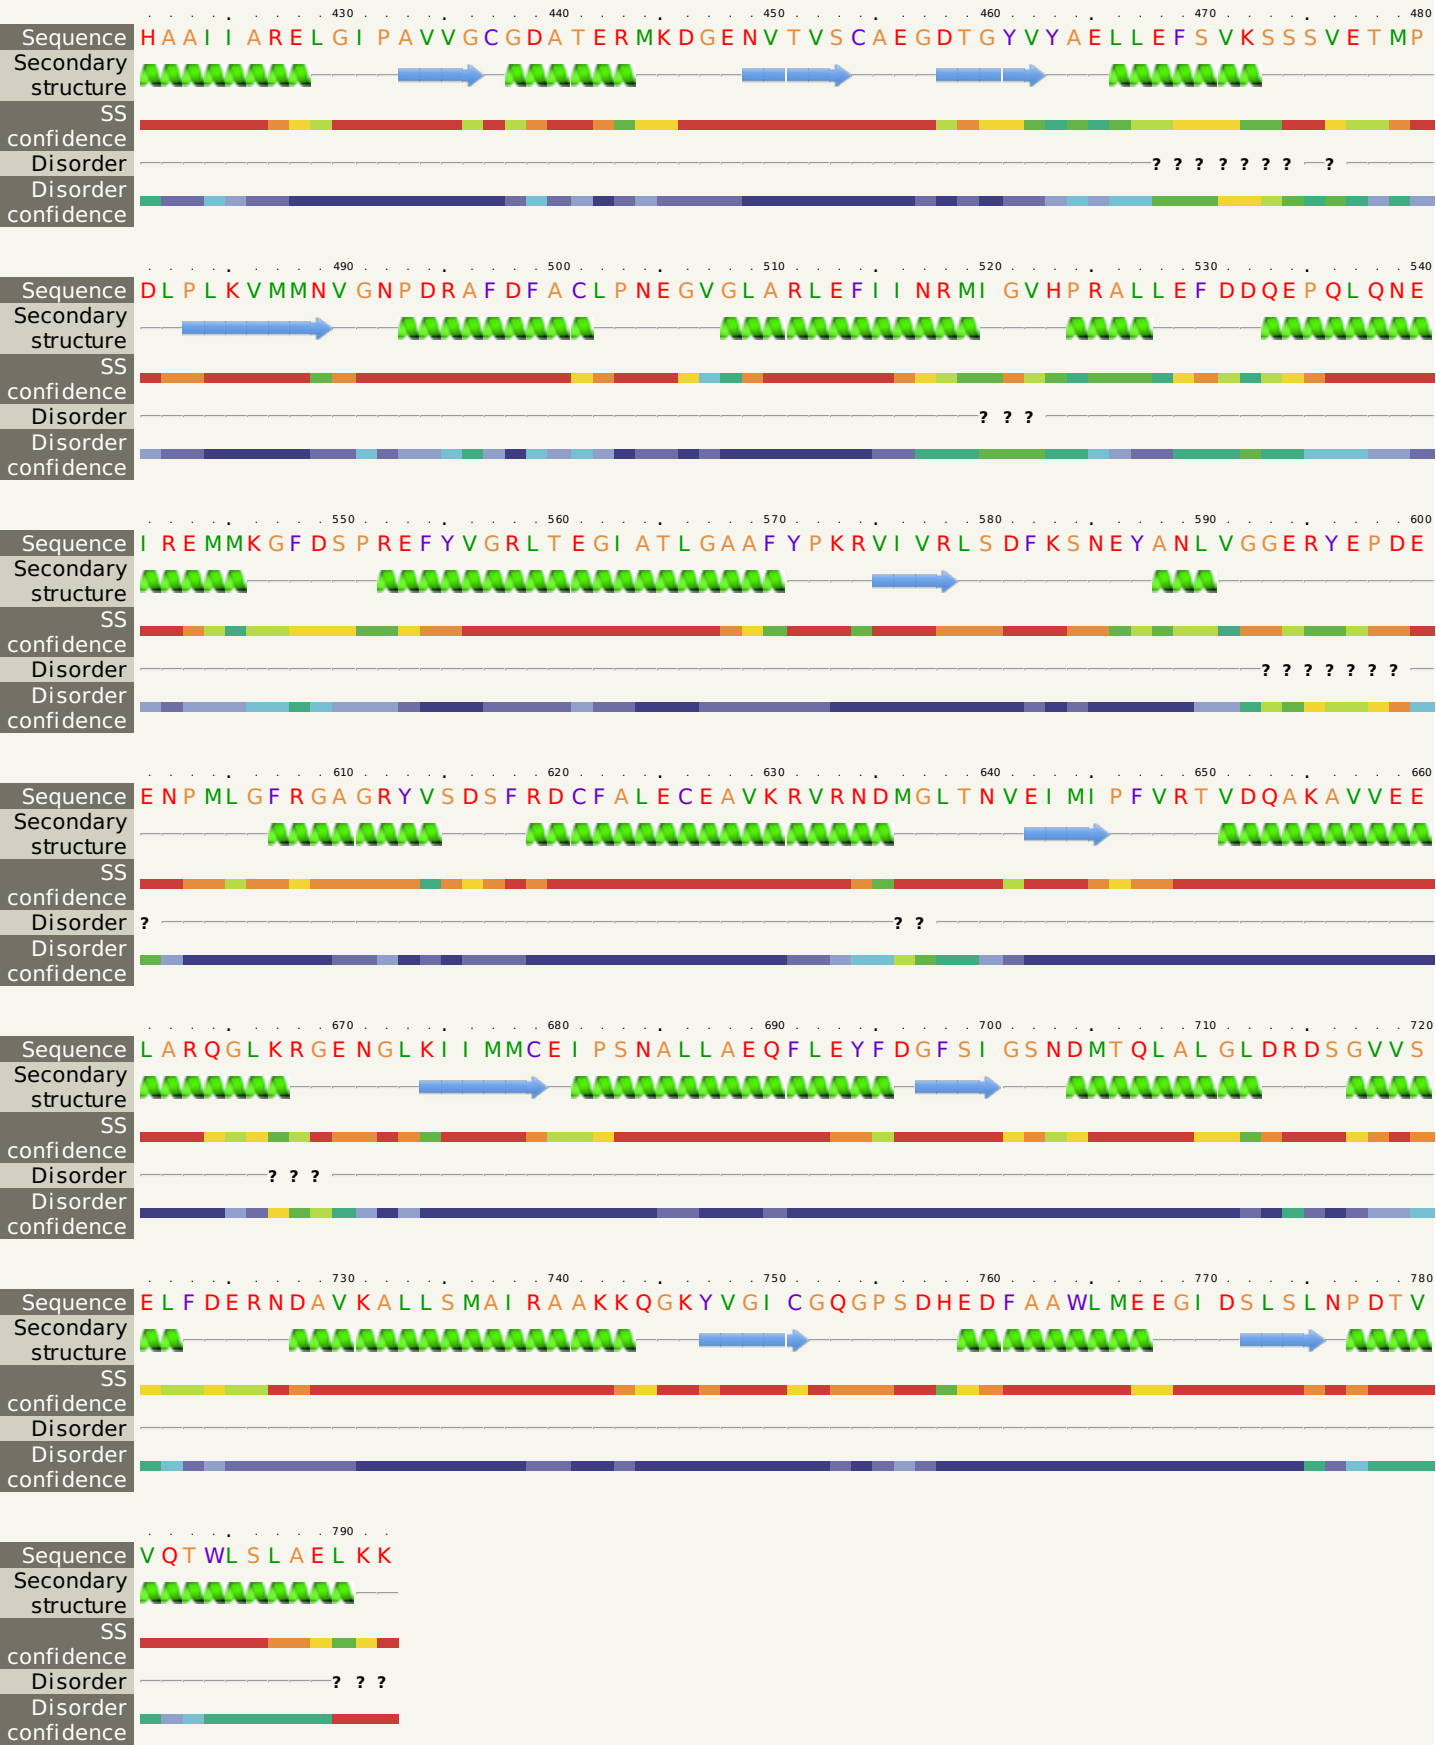 430 440 450 460 470 480
Sequence HAAIIARELGIPAVVGCGDATERMKDGENVTVSCAEGDTGYVYAELLEFSVKSSSVETMP
Secondary
structure
SS
confidence
Disorder ? ? ? ? ? ? ? ?
Disorder
confidence
490 500 510 520 530 540
Sequence DLPLKVMMNVGNPDRAFDFACLPNEGVGLARLEFIINRMIGVHPRALLEFDDQEPQLQNE
Secondary
structure
SS
confidence
Disorder ? ? ?
Disorder
confidence
550 560 570 580 590 600
Sequence IREMMKGFDSPREFYVGRLTEGIATLGAAFYPKRVIVRLSDFKSNEYANLVGGERYEPDE
Secondary
structure
SS
confidence
Disorder ? ? ? ? ? ? ?
Disorder
confidence
610 620 630 640 650 660
Sequence ENPMLGFRGAGRYVSDSFRDCFALECEAVKRVRNDMGLTNVEIMIPFVRTVDQAKAVVEE
Secondary
structure
SS
confidence
Disorder ? ? ?
Disorder
confidence
670 680 690 700 710 720
Sequence LARQGLKRGENGLKIIMMCEIPSNALLAEQFLEYFDGFSIGSNDMTQLALGLDRDSGVVS
Secondary
structure
SS
confidence
Disorder ? ? ?
Disorder
confidence
730 740 750 760 770 780
Sequence ELFDERNDAVKALLSMAIRAAKKQGKYVGICGQGPSDHEDFAAWLMEEGIDSLSLNPDTV
Secondary
structure
SS
confidence
Disorder
Disorder
confidence
790
Sequence VQTWLSLAELKK
Secondary
structure
SS
confidence
Disorder ? ? ?
Disorder
confidence